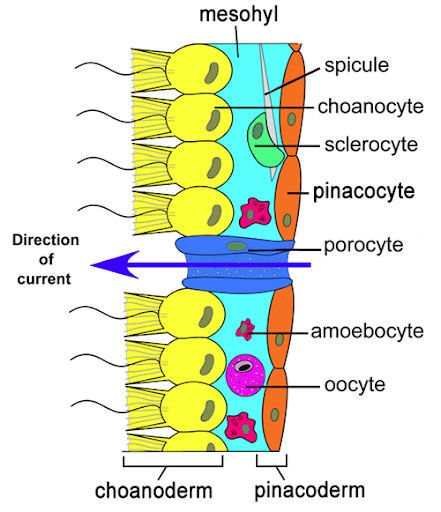 mesohyl
spicule
choanocyte
sclerocyte
pinacocyte
porocyte
Direction
of
current
amoebocyte
oocyte
choanoderm
pinacoderm